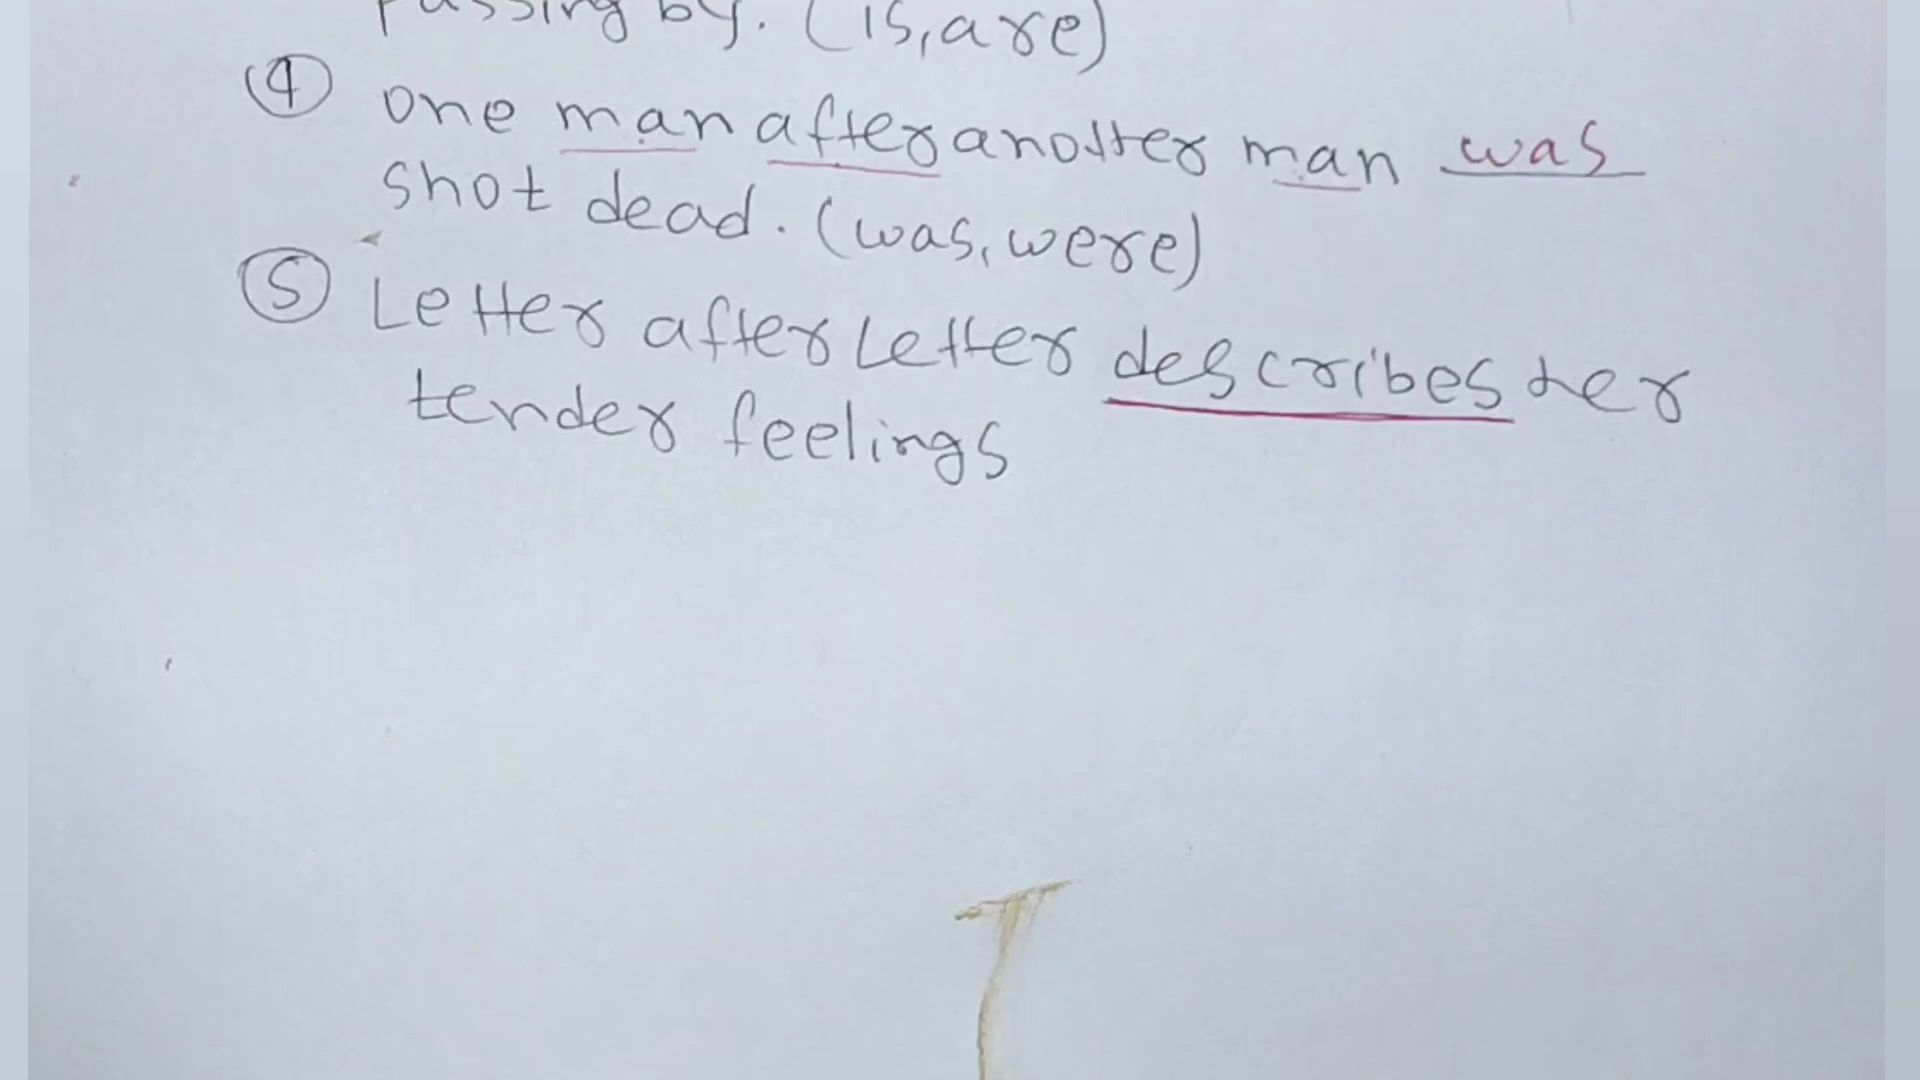 passing by. (is, are)
④ one man after another man was
shot dead. (was, were)
⑤ Letter after Letter describes her
tender feelings